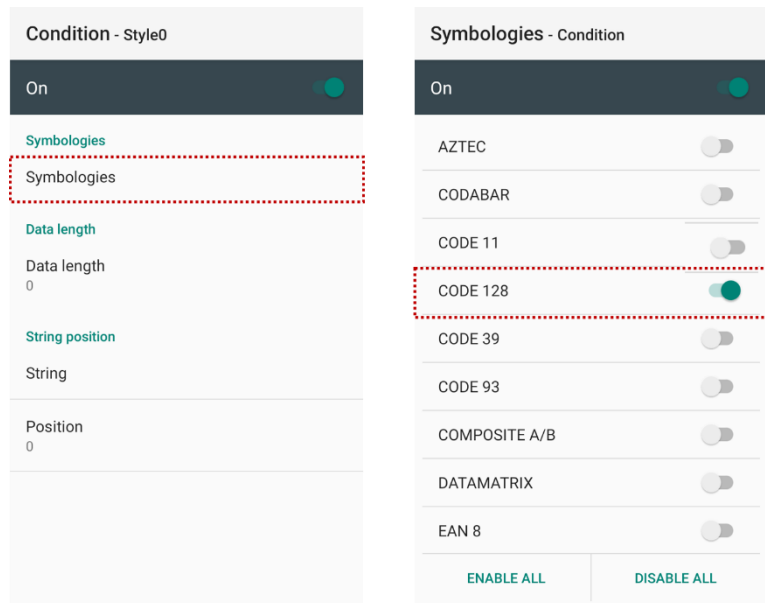 Condition - Style0
On
Symbologies
Symbologies
Data length
Data length
0
String position
String
Position
0
Symbologies - Condition
On
AZTEC
CODABAR
CODE 11
CODE 128
CODE 39
CODE 93
COMPOSITE A/B
DATAMATRIX
EAN 8
ENABLE ALL
DISABLE ALL